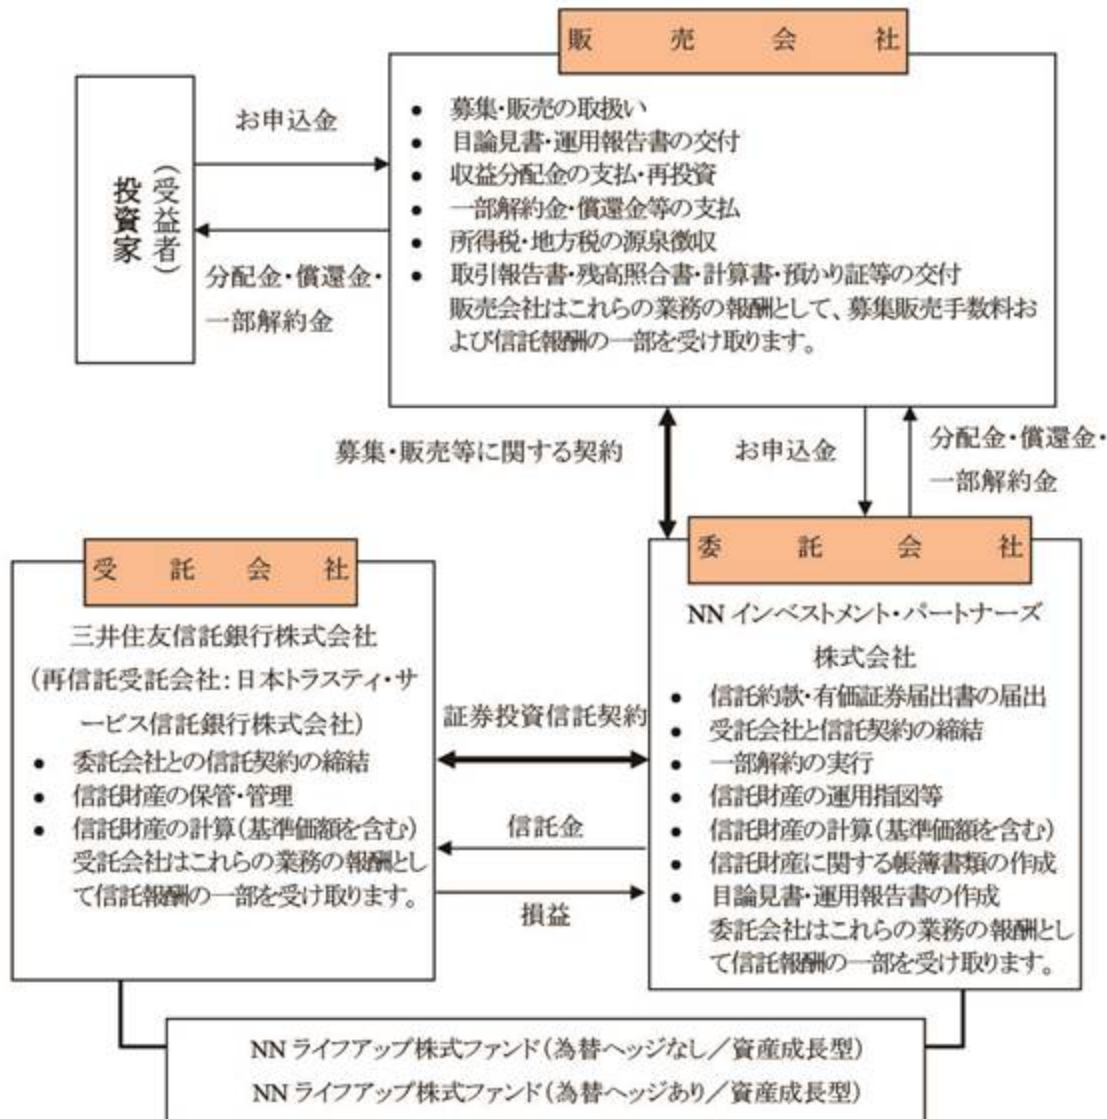 販売会社
投資家
(受益者)
お申込金
分配金・償還金・
一部解約金
• 募集・販売の取扱い
• 目論見書・運用報告書の交付
• 収益分配金の支払・再投資
• 一部解約金・償還金等の支払
• 所得税・地方税の源泉徴収
• 取引報告書・残高照合書・計算書・預かり証等の交付
販売会社はこれらの業務の報酬として、募集販売手数料お
よび信託報酬の一部を受け取ります。
募集・販売等に関する契約
お申込金
分配金・償還金・
一部解約金
受託会社
三井住友信託銀行株式会社
(再信託受託会社:日本トラスティ・サ
ービス信託銀行株式会社)
• 委託会社との信託契約の締結
• 信託財産の保管・管理
• 信託財産の計算(基準価額を含む)
受託会社はこれらの業務の報酬とし
て信託報酬の一部を受け取ります。
証券投資信託契約
信託金
損益
委託会社
NN インベストメント・パートナーズ
株式会社
• 信託約款・有価証券届出書の届出
• 受託会社と信託契約の締結
• 一部解約の実行
• 信託財産の運用指図等
• 信託財産の計算(基準価額を含む)
• 信託財産に関する帳簿書類の作成
• 目論見書・運用報告書の作成
委託会社はこれらの業務の報酬とし
て信託報酬の一部を受け取ります。
NN ライフアップ株式ファンド(為替ヘッジなし/資産成長型)
NN ライフアップ株式ファンド(為替ヘッジあり/資産成長型)